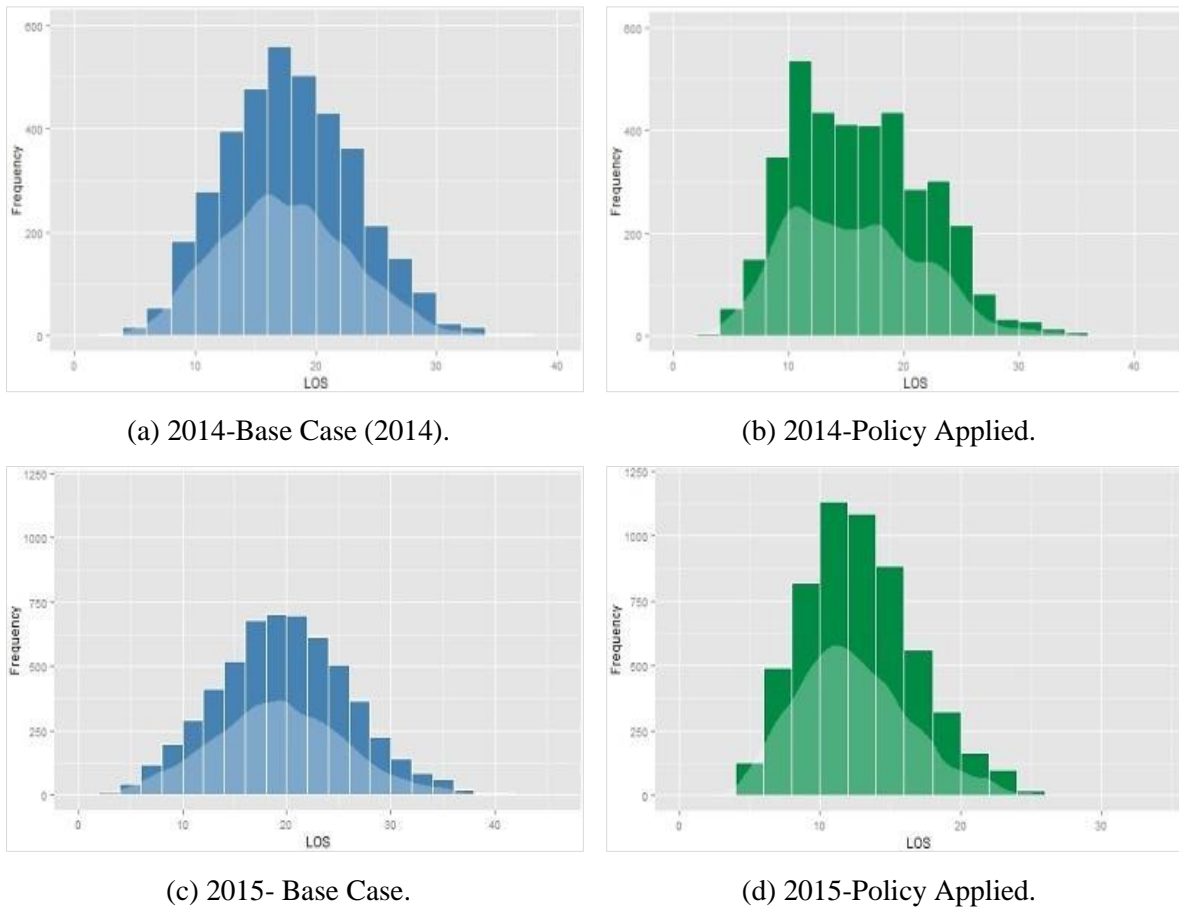 600
400
200
0
Frequency
0 10 20 30 40
LOS
(a) 2014-Base Case (2014).
600
400
200
0
Frequency
0 10 20 30 40
LOS
(b) 2014-Policy Applied.
1250
1000
750
500
250
0
Frequency
0 10 20 30 40
LOS
(c) 2015- Base Case.
1250
1000
750
500
250
0
Frequency
0 10 20 30
LOS
(d) 2015-Policy Applied.